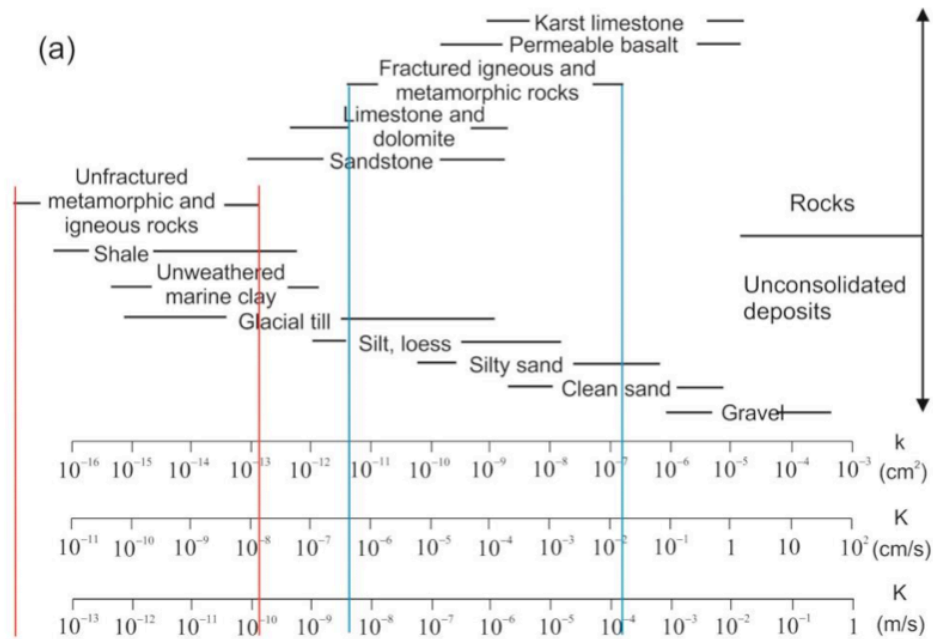 (a)
Karst limestone
Permeable basalt
Fractured igneous and
metamorphic rocks
Limestone and
dolomite
Sandstone
Unfractured
metamorphic and
igneous rocks
Rocks
Shale
Unweathered
marine clay
Unconsolidated
deposits
Glacial till
Silt, loess
Silty sand
Clean sand
Gravel
k
10⁻¹⁶ 10⁻¹⁵ 10⁻¹⁴ 10⁻¹³ 10⁻¹² 10⁻¹¹ 10⁻¹⁰ 10⁻⁹ 10⁻⁸ 10⁻⁷ 10⁻⁶ 10⁻⁵ 10⁻⁴ 10⁻³ (cm²)
K
10⁻¹¹ 10⁻¹⁰ 10⁻⁹ 10⁻⁸ 10⁻⁷ 10⁻⁶ 10⁻⁵ 10⁻⁴ 10⁻³ 10⁻² 10⁻¹ 1 10 10² (cm/s)
K
10⁻¹³ 10⁻¹² 10⁻¹¹ 10⁻¹⁰ 10⁻⁹ 10⁻⁸ 10⁻⁷ 10⁻⁶ 10⁻⁵ 10⁻⁴ 10⁻³ 10⁻² 10⁻¹ 1 (m/s)